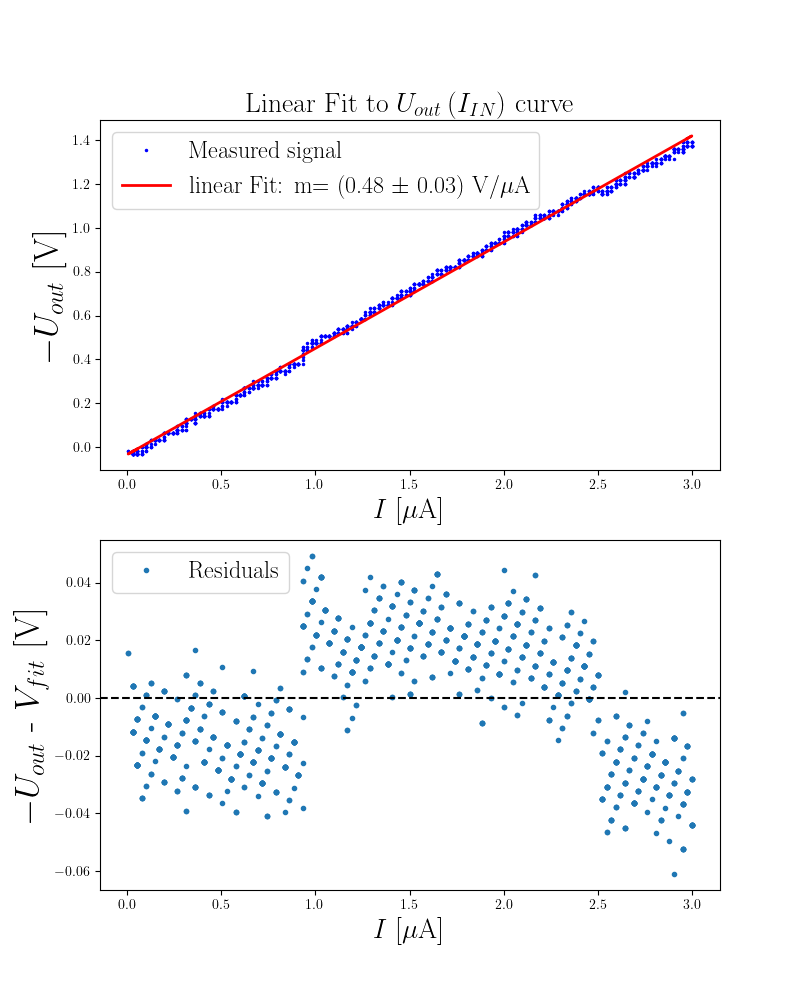 Linear Fit to U_out (I_IN) curve
Measured signal
linear Fit: m= (0.48 ± 0.03) V/μA
−U_out [V]
1.4
1.2
1.0
0.8
0.6
0.4
0.2
0.0
0.0 0.5 1.0 1.5 2.0 2.5 3.0
I [μA]
Residuals
−U_out - V_fit [V]
0.04
0.02
0.00
−0.02
−0.04
−0.06
0.0 0.5 1.0 1.5 2.0 2.5 3.0
I [μA]